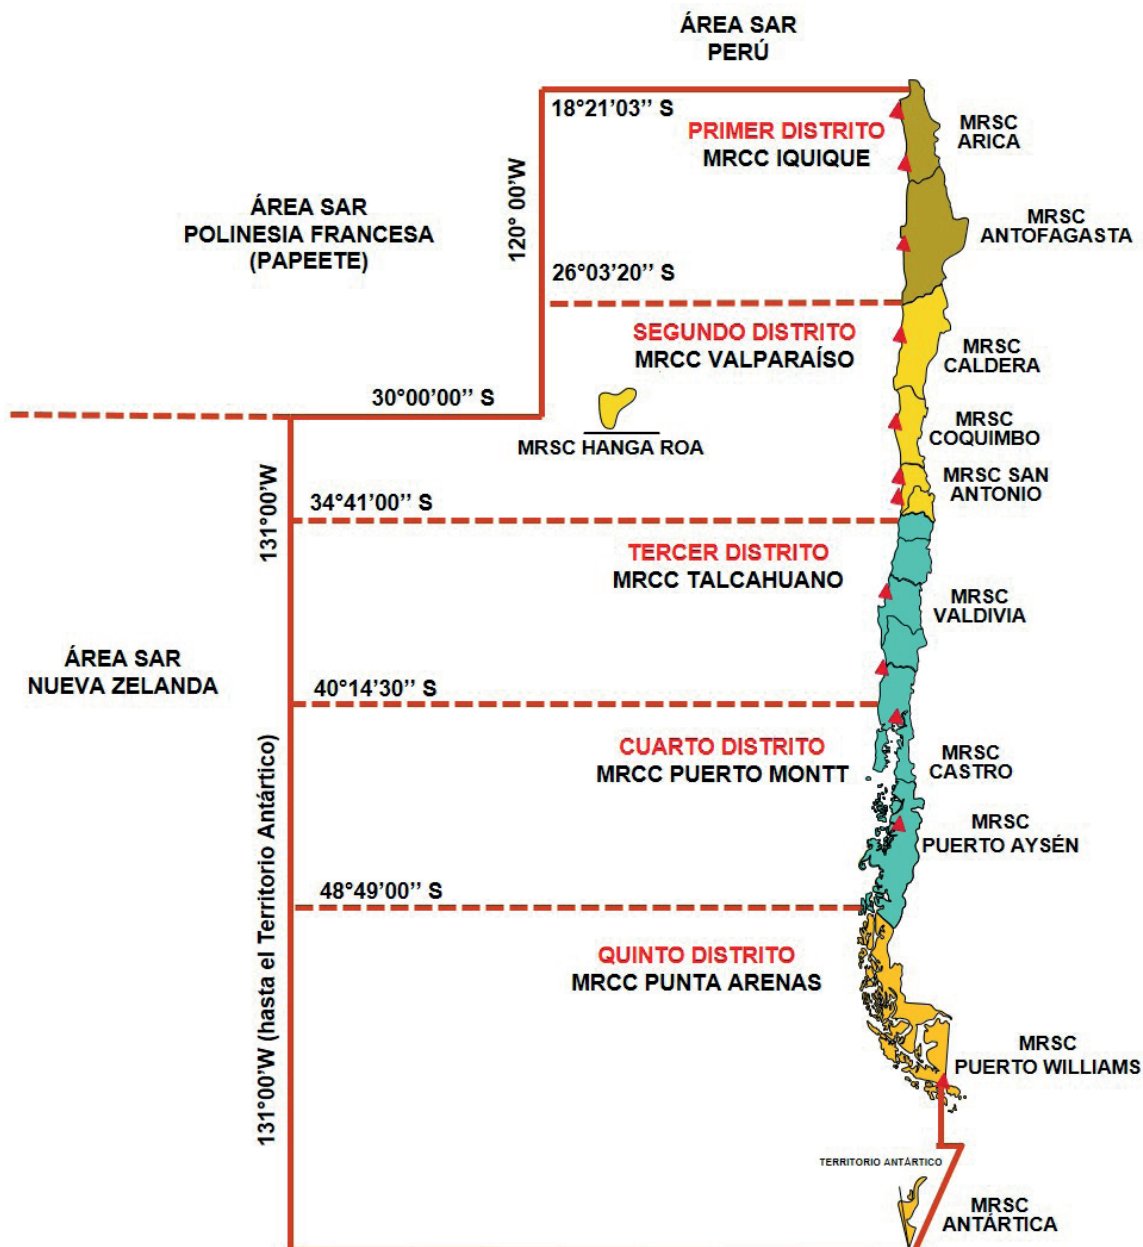 ÁREA SAR
PERÚ
18°21'03'' S
PRIMER DISTRITO
MRCC IQUIQUE
MRSC
ARICA
120° 00'W
ÁREA SAR
POLINESIA FRANCESA
(PAPEETE)
MRSC
ANTOFAGASTA
26°03'20'' S
SEGUNDO DISTRITO
MRCC VALPARAÍSO
MRSC
CALDERA
30°00'00'' S
MRSC HANGA ROA
MRSC
COQUIMBO
MRSC SAN
ANTONIO
131°00'W
34°41'00'' S
TERCER DISTRITO
MRCC TALCAHUANO
MRSC
VALDIVIA
ÁREA SAR
NUEVA ZELANDA
40°14'30'' S
CUARTO DISTRITO
MRCC PUERTO MONTT
MRSC
CASTRO
MRSC
PUERTO AYSÉN
131°00'W (hasta el Territorio Antártico)
48°49'00'' S
QUINTO DISTRITO
MRCC PUNTA ARENAS
MRSC
PUERTO WILLIAMS
TERRITORIO ANTÁRTICO
MRSC
ANTÁRTICA